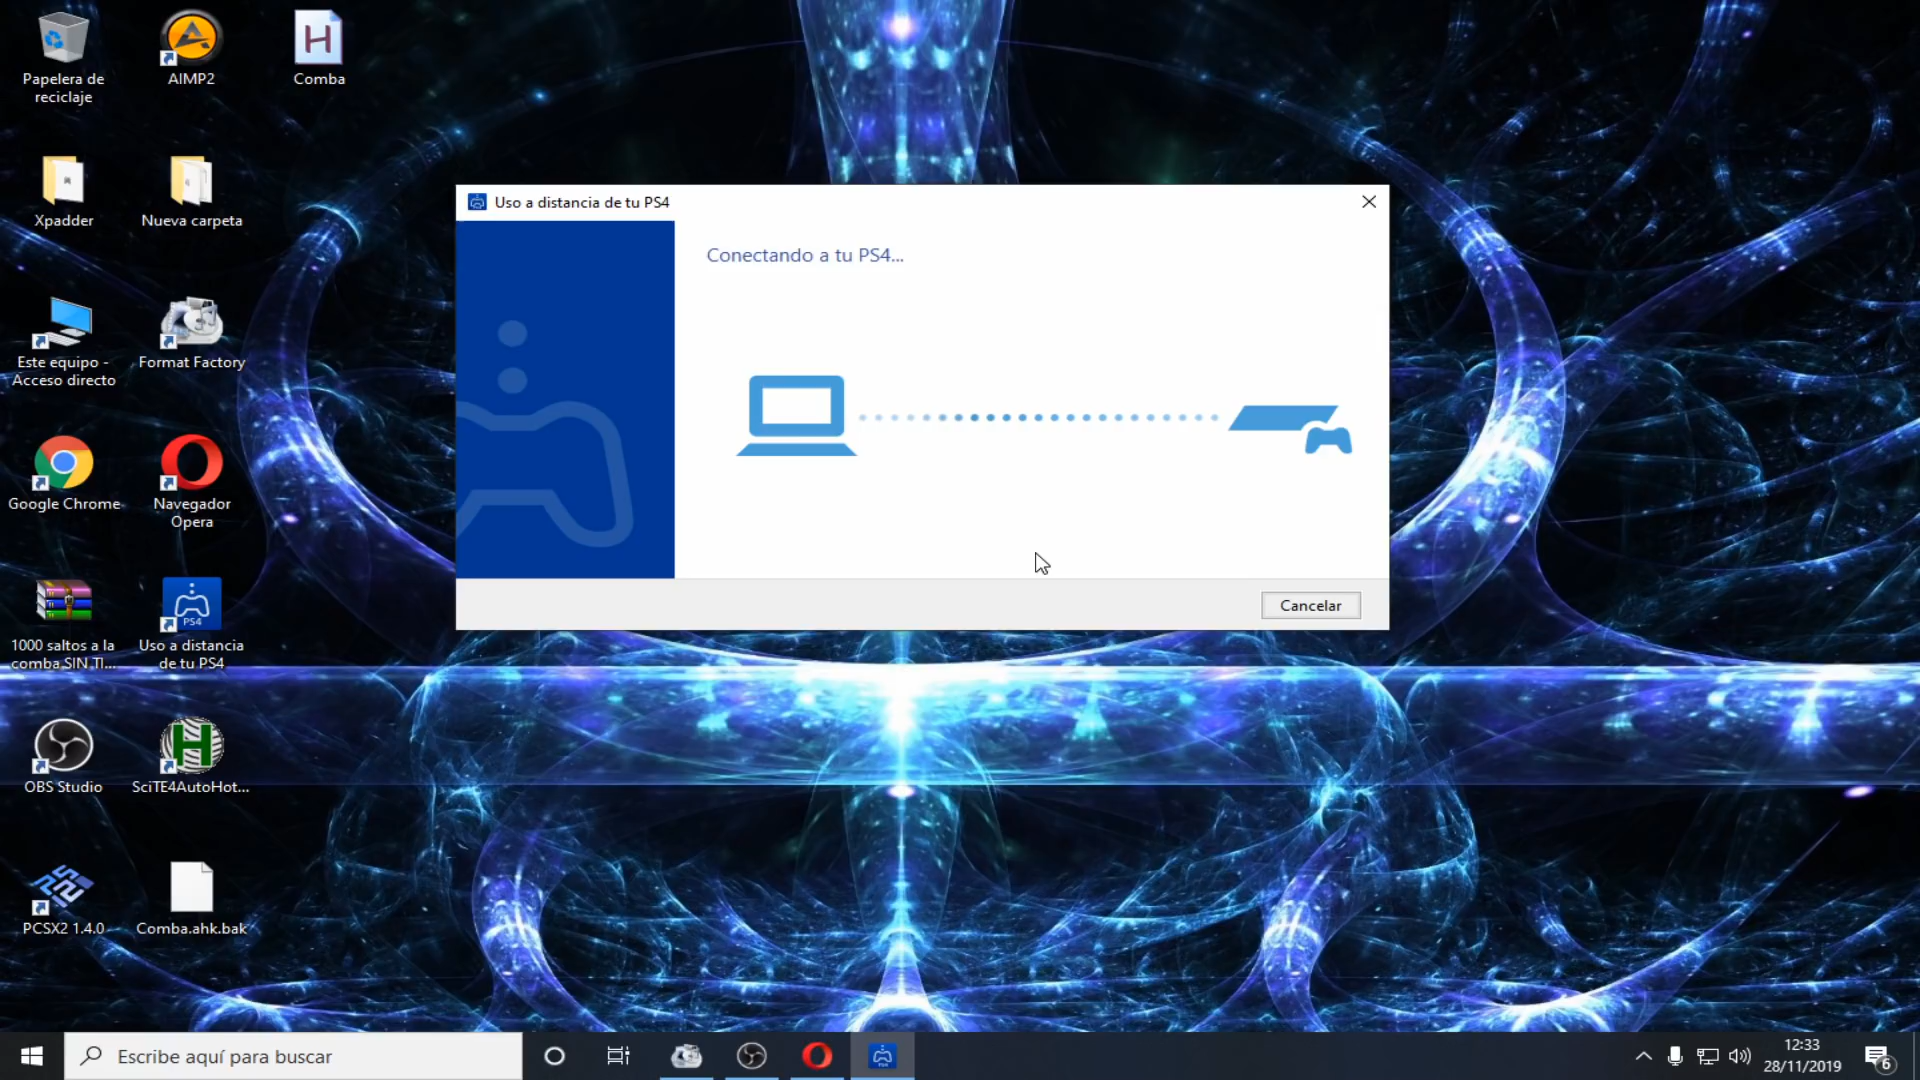 Papelera de
reciclaje
AIMP2
H
Comba
Xpadder
Nueva carpeta
Este equipo -
Acceso directo
Format Factory
Google Chrome
Navegador
Opera
1000 saltos a la
comba SIN TI...
PS4
Uso a distancia
de tu PS4
OBS Studio
H
SciTE4AutoHot...
PCSX2 1.4.0
Comba.ahk.bak
Uso a distancia de tu PS4
Conectando a tu PS4...
Cancelar
Escribe aquí para buscar
12:33
28/11/2019
6